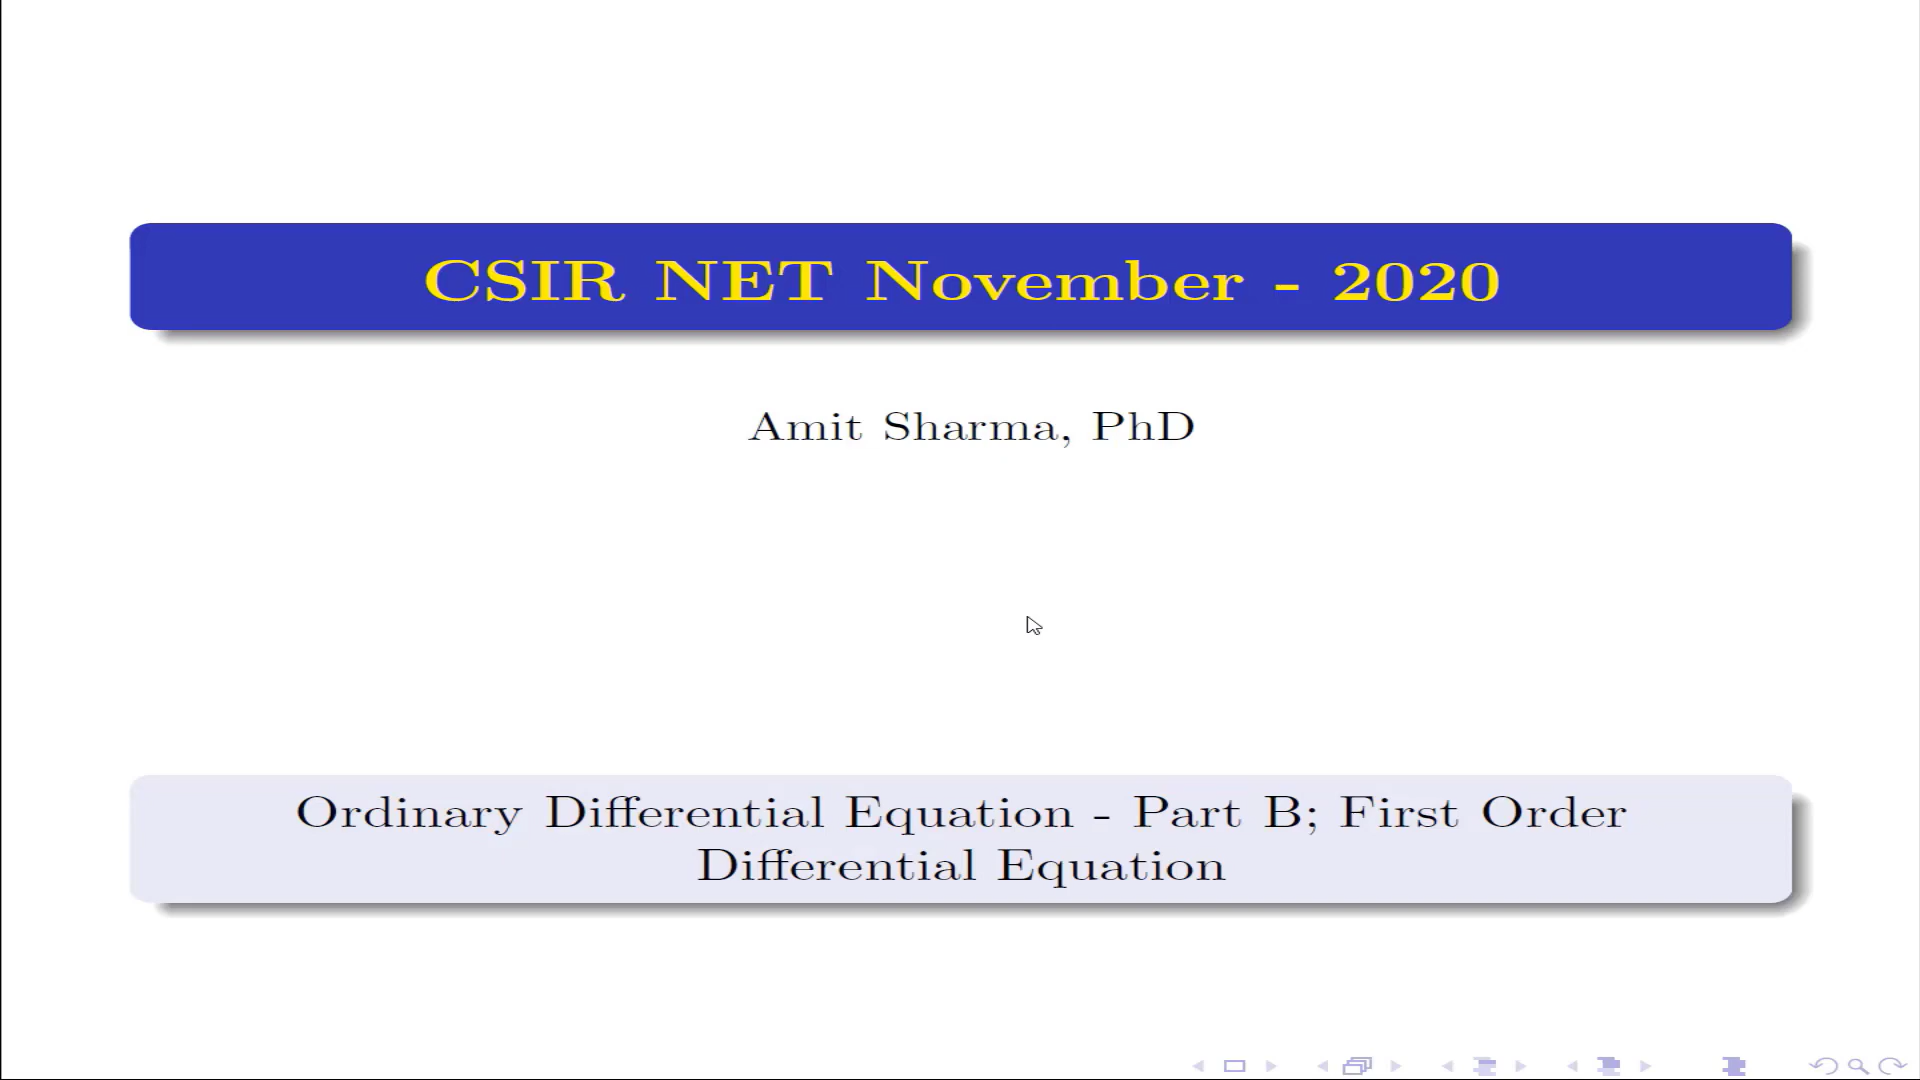 CSIR NET November - 2020
Amit Sharma, PhD
Ordinary Differential Equation - Part B; First Order
Differential Equation